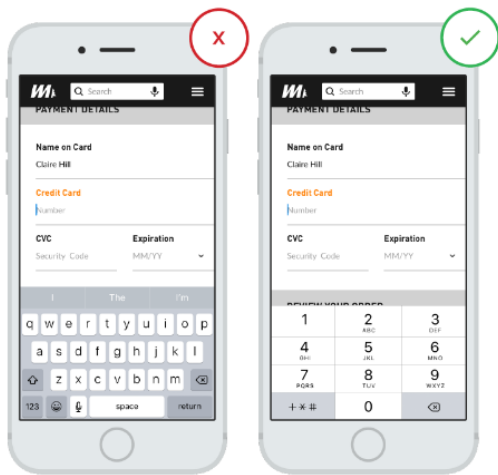 X
Search
PAYMENT DETAILS
Name on Card
Claire Hill
Credit Card
Number
CVC Expiration
Security Code MM/YY
I The I'm
q w e r t y u i o p
a s d f g h j k l
z x c v b n m
123 space return
Search
PAYMENT DETAILS
Name on Card
Claire Hill
Credit Card
Number
CVC Expiration
Security Code MM/YY
REVIEW YOUR ORDER
1 2 3
ABC DEF
4 5 6
GHI JKL MNO
7 8 9
PQRS TUV WXYZ
+ * # 0